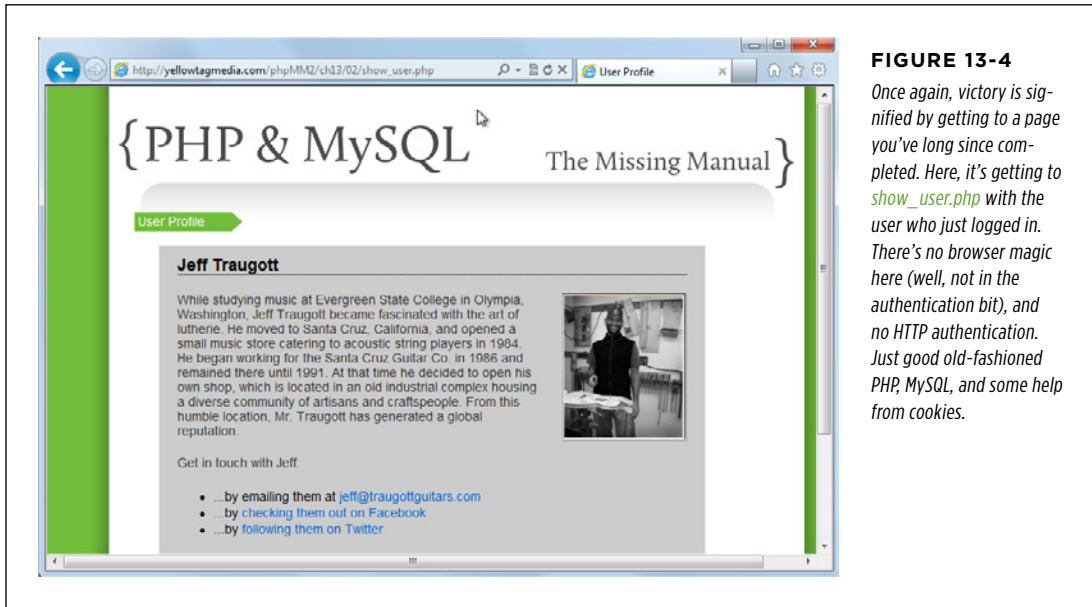 http://yellowtagmedia.com/phpMM2/ch13/02/show_user.php
User Profile
{PHP & MySQL
The Missing Manual}
User Profile
Jeff Traugott
While studying music at Evergreen State College in Olympia,
Washington, Jeff Traugott became fascinated with the art of
lutherie. He moved to Santa Cruz, California, and opened a
small music store catering to acoustic string players in 1984.
He began working for the Santa Cruz Guitar Co. in 1986 and
remained there until 1991. At that time he decided to open his
own shop, which is located in an old industrial complex housing
a diverse community of artisans and craftspeople. From this
humble location, Mr. Traugott has generated a global
reputation.
Get in touch with Jeff:
...by emailing them at jeff@traugottguitars.com
...by checking them out on Facebook
...by following them on Twitter
FIGURE 13-4
Once again, victory is sig-
nified by getting to a page
you've long since com-
pleted. Here, it's getting to
show_user.php with the
user who just logged in.
There's no browser magic
here (well, not in the
authentication bit), and
no HTTP authentication.
Just good old-fashioned
PHP, MySQL, and some help
from cookies.